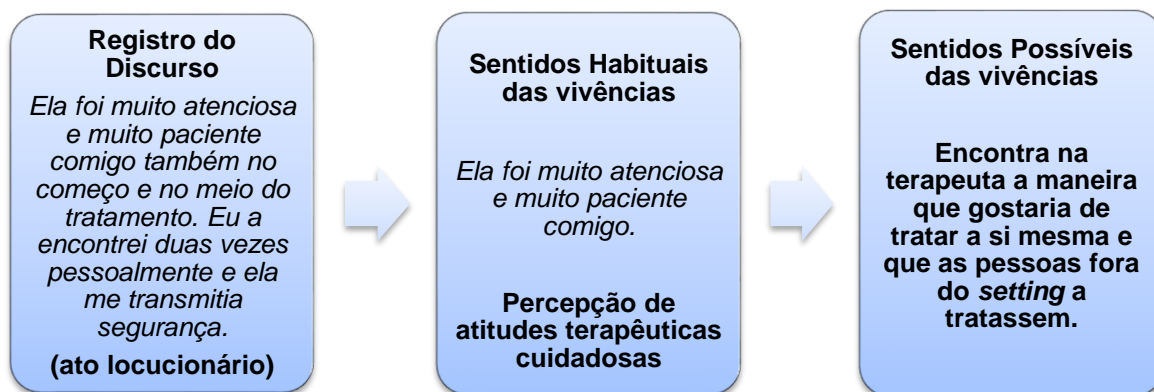 Registro do
Discurso
Ela foi muito atenciosa
e muito paciente
comigo também no
começo e no meio do
tratamento. Eu a
encontrei duas vezes
pessoalmente e ela
me transmitia
segurança.
(ato locucionário)
Sentidos Habituais
das vivências
Ela foi muito atenciosa
e muito paciente
comigo.
Percepção de
atitudes terapêuticas
cuidadosas
Sentidos Possíveis
das vivências
Encontra na
terapeuta a maneira
que gostaria de
tratar a si mesma e
que as pessoas fora
do setting a
tratassem.